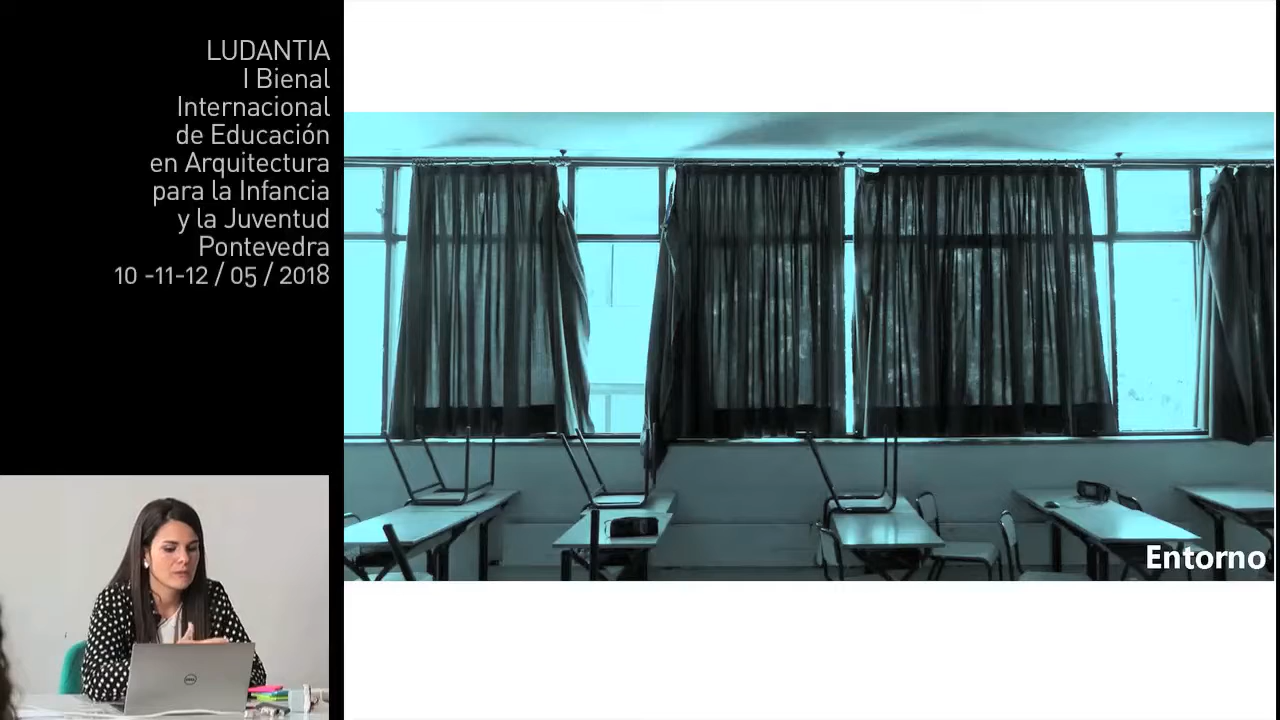 LUDANTIA
I Bienal
Internacional
de Educación
en Arquitectura
para la Infancia
y la Juventud
Pontevedra
10 -11-12 / 05 / 2018
Entorno
DELL